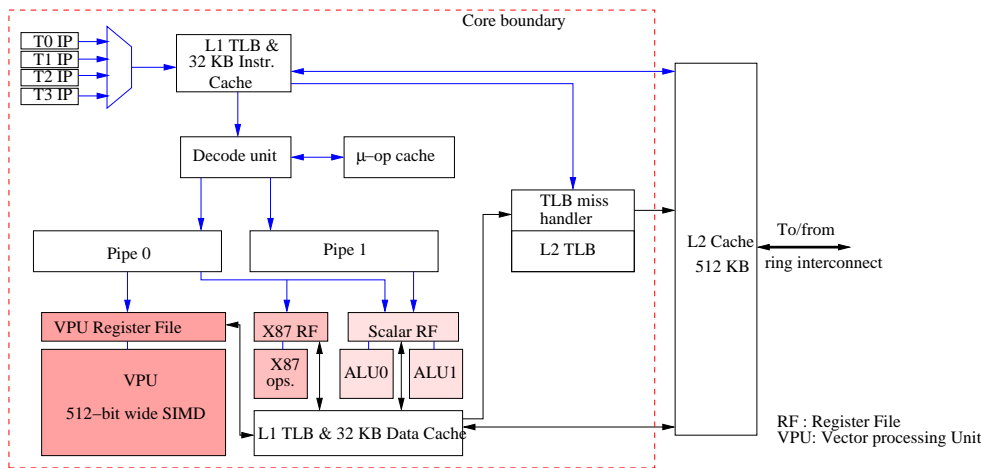 Core boundary
T0 IP
T1 IP
T2 IP
T3 IP
L1 TLB &
32 KB Instr.
Cache
Decode unit
μ−op cache
TLB miss
handler
L2 TLB
L2 Cache
512 KB
To/from
ring interconnect
Pipe 0
Pipe 1
VPU Register File
X87 RF
Scalar RF
VPU
512−bit wide SIMD
X87
ops.
ALU0
ALU1
L1 TLB & 32 KB Data Cache
RF : Register File
VPU: Vector processing Unit